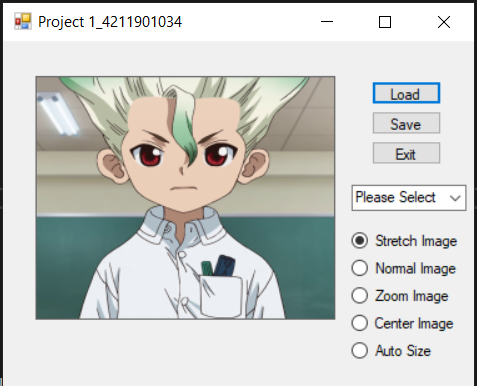 Project 1_4211901034
Load
Save
Exit
Please Select
Stretch Image
Normal Image
Zoom Image
Center Image
Auto Size